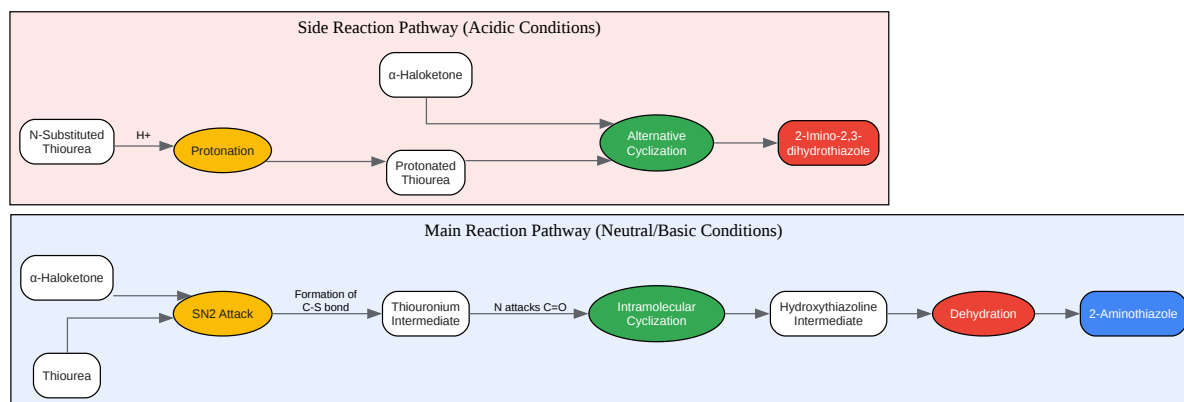 Side Reaction Pathway (Acidic Conditions)
α-Haloketone
N-Substituted
Thiourea
H+
Protonation
Protonated
Thiourea
Alternative
Cyclization
2-Imino-2,3-
dihydrothiazole
Main Reaction Pathway (Neutral/Basic Conditions)
α-Haloketone
Thiourea
SN2 Attack
Formation of
C-S bond
Thiouronium
Intermediate
N attacks C=O
Intramolecular
Cyclization
Hydroxythiazoline
Intermediate
Dehydration
2-Aminothiazole